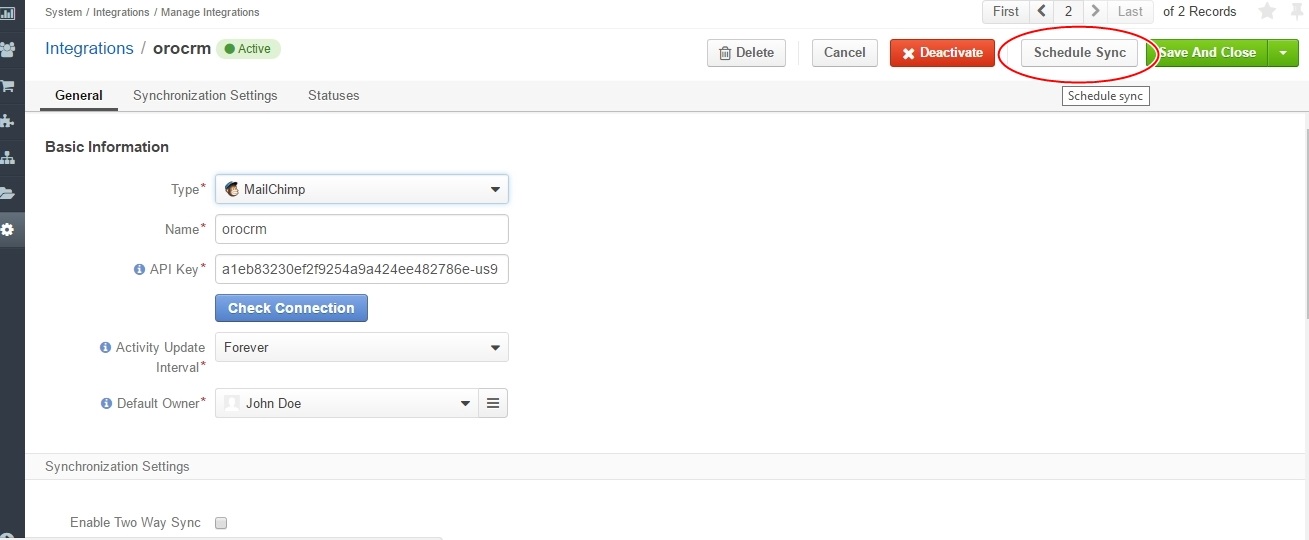 System / Integrations / Manage Integrations
First 2 Last of 2 Records
Integrations / orocrm Active
Delete Cancel Deactivate Schedule Sync Save And Close
Schedule sync
General Synchronization Settings Statuses
Basic Information
Type* MailChimp
Name* orocrm
API Key* a1eb83230ef2f9254a9a424ee482786e-us9
Check Connection
Activity Update Forever
Interval*
Default Owner* John Doe
Synchronization Settings
Enable Two Way Sync